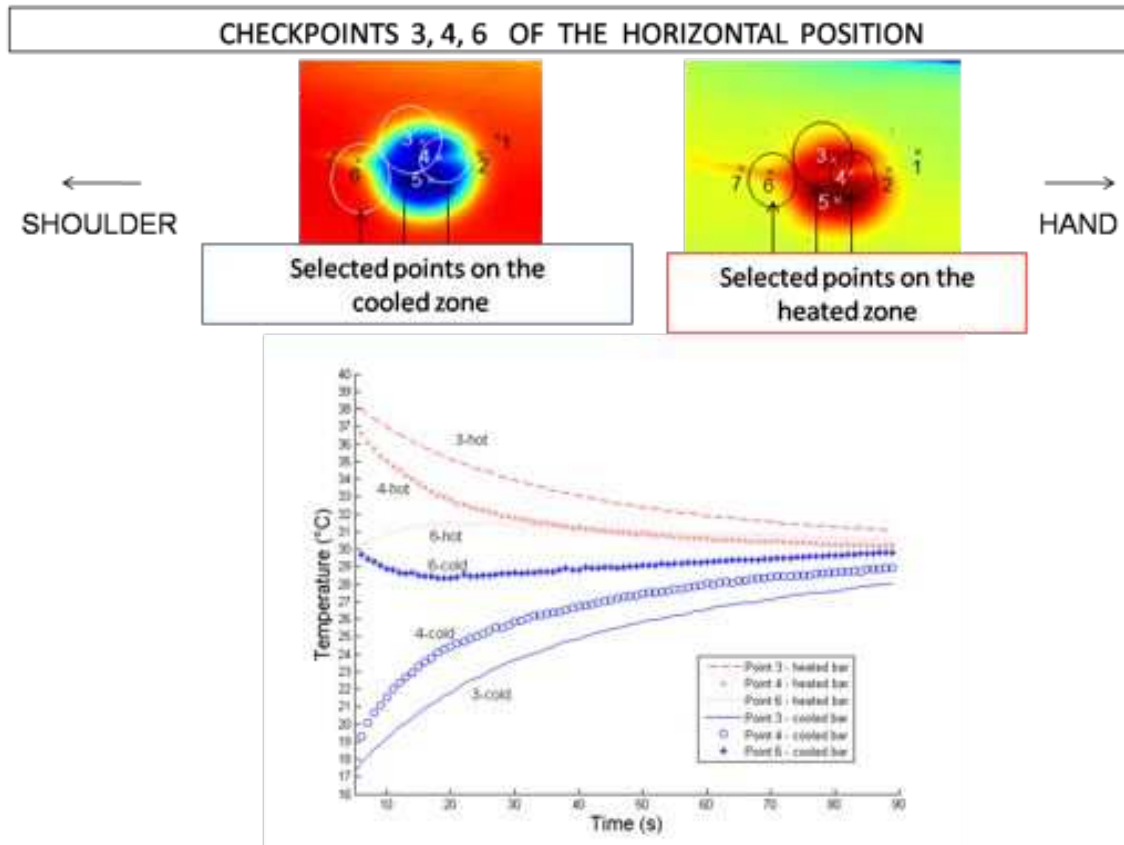 CHECKPOINTS 3, 4, 6 OF THE HORIZONTAL POSITION
3
1
4
2
6
5
3
1
4
2
7
6
5
SHOULDER
HAND
Selected points on the
cooled zone
Selected points on the
heated zone
40
39
38
37
36
35
34
33
32
31
30
29
28
27
26
25
24
23
22
21
20
19
18
17
16
Temperature (°C)
3-hot
4-hot
6-hot
6-cold
4-cold
3-cold
Point 3 - heated bar
Point 4 - heated bar
Point 6 - heated bar
Point 3 - cooled bar
Point 4 - cooled bar
Point 6 - cooled bar
10
20
30
40
50
60
70
80
90
Time (s)